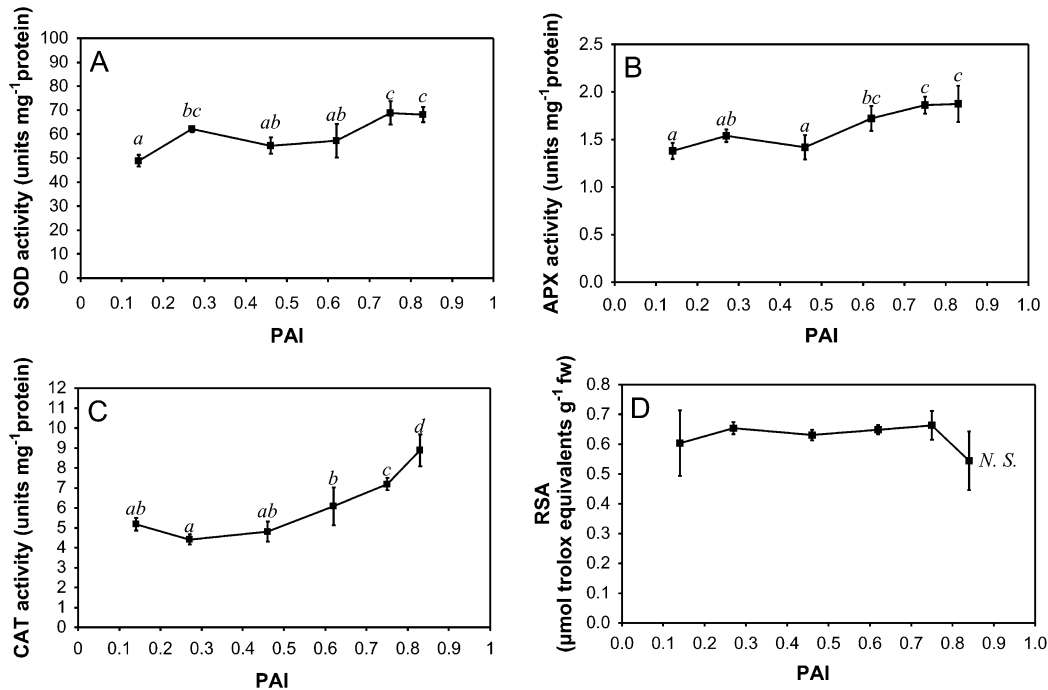 A
SOD activity (units mg-1protein)
100
90
80
70
60
50
40
30
20
10
0
a
bc
ab
ab
c
c
0 0.1 0.2 0.3 0.4 0.5 0.6 0.7 0.8 0.9 1
PAI
B
APX activity (units mg-1protein)
2.5
2.0
1.5
1.0
0.5
0.0
a
ab
a
bc
c
c
0.0 0.1 0.2 0.3 0.4 0.5 0.6 0.7 0.8 0.9 1.0
PAI
C
CAT activity (units mg-1protein)
12
11
10
9
8
7
6
5
4
3
2
1
0
ab
a
ab
b
c
d
0 0.1 0.2 0.3 0.4 0.5 0.6 0.7 0.8 0.9 1
PAI
D
RSA
(µmol trolox equivalents g-1 fw)
0.8
0.7
0.6
0.5
0.4
0.3
0.2
0.1
0.0
N. S.
0.0 0.1 0.2 0.3 0.4 0.5 0.6 0.7 0.8 0.9 1.0
PAI